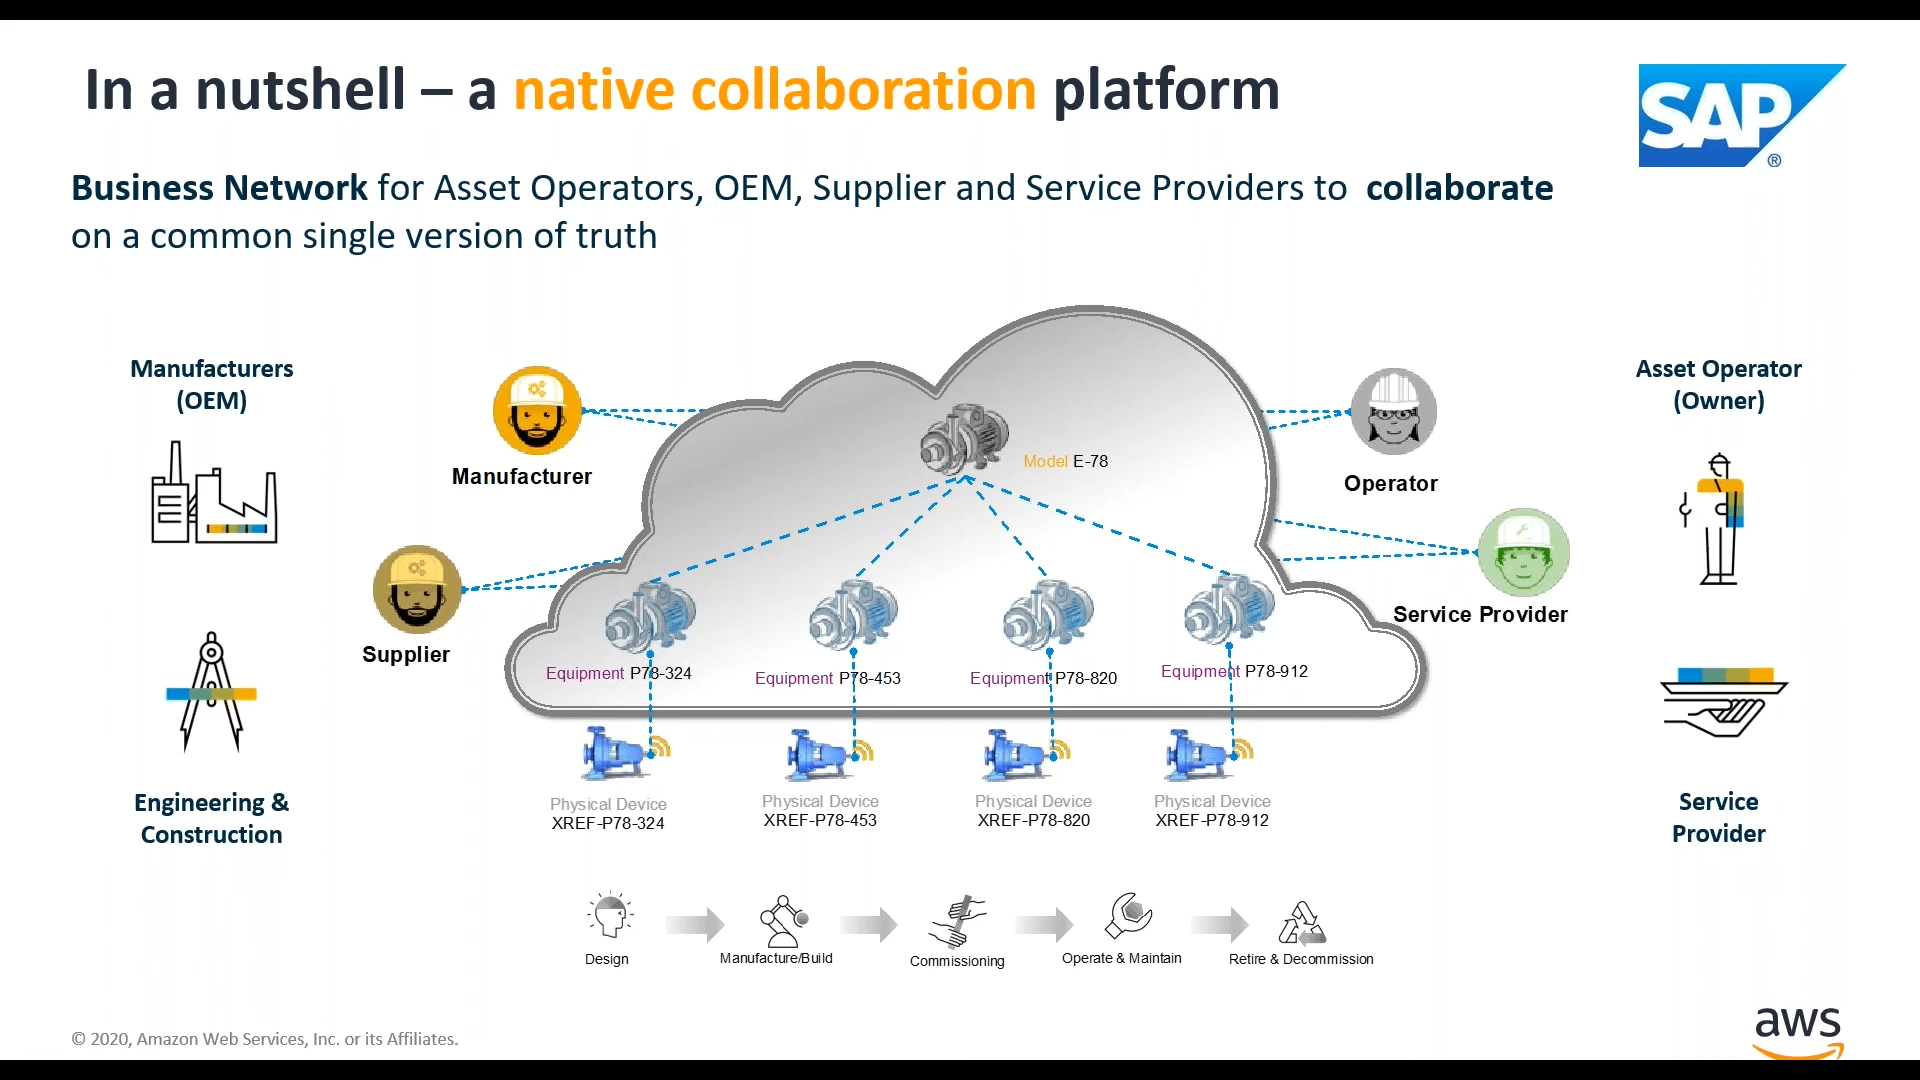 In a nutshell – a native collaboration platform
SAP
®
Business Network for Asset Operators, OEM, Supplier and Service Providers to collaborate
on a common single version of truth
Manufacturers
(OEM)
Asset Operator
(Owner)
Manufacturer
Model E-78
Operator
Supplier
Service Provider
Equipment P78-324
Equipment P78-453
Equipment P78-820
Equipment P78-912
Engineering &
Construction
Physical Device
XREF-P78-324
Physical Device
XREF-P78-453
Physical Device
XREF-P78-820
Physical Device
XREF-P78-912
Service
Provider
Design
Manufacture/Build
Commissioning
Operate & Maintain
Retire & Decommission
© 2020, Amazon Web Services, Inc. or its Affiliates.
aws